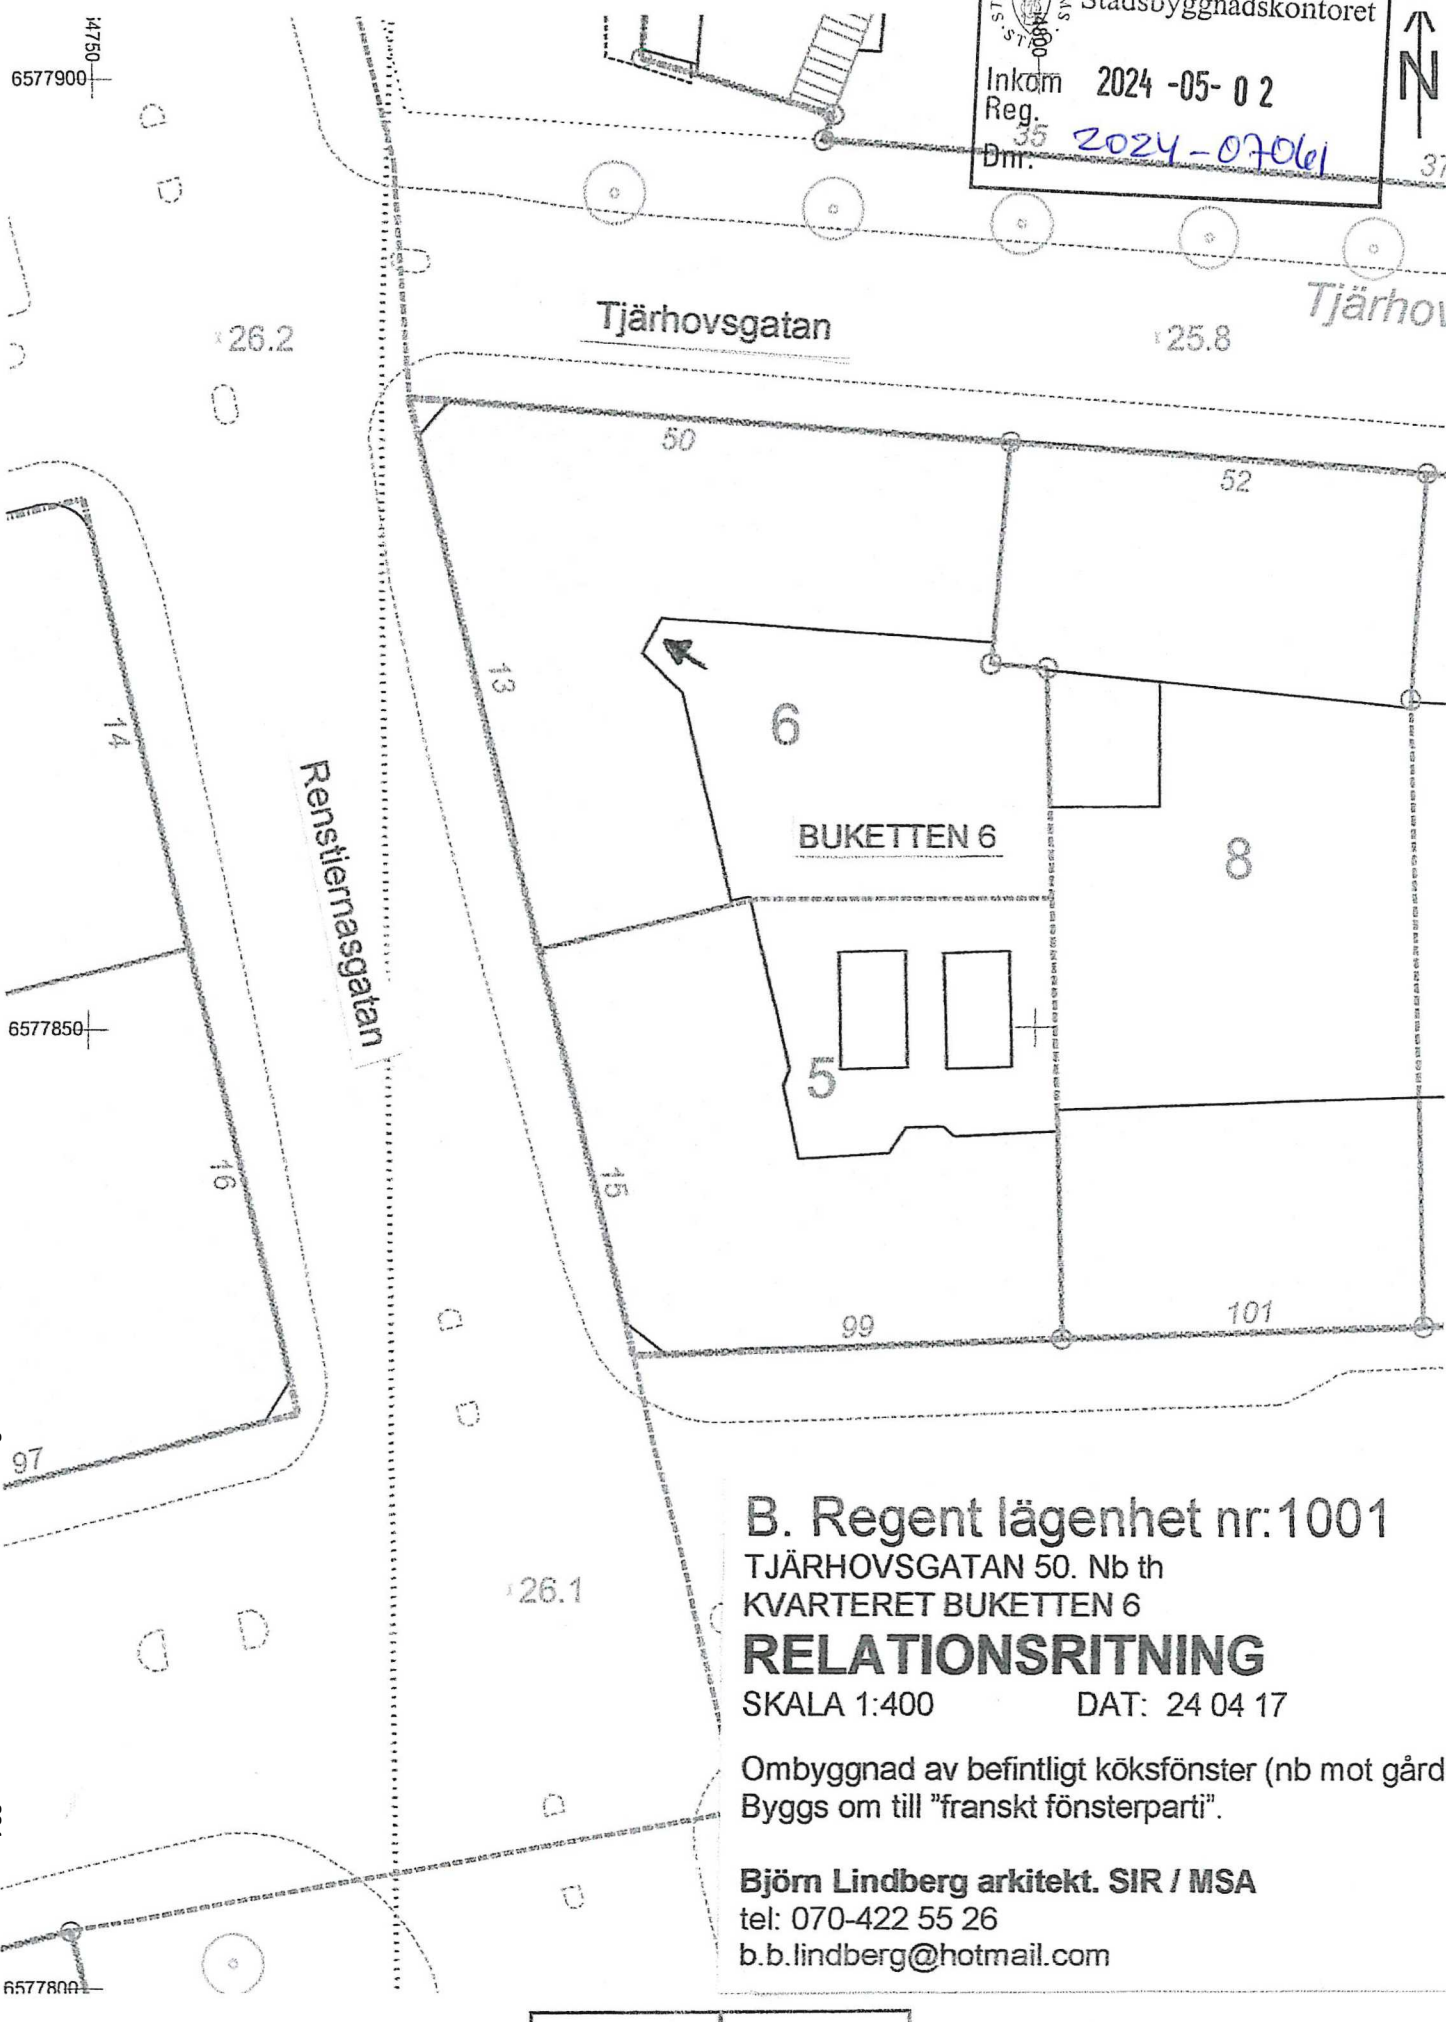 Stadsbyggnadskontoret
N
4750
4800
6577900
Inkom 2024 -05- 0 2
Reg.
Dnr. 2024-07061
35
37
Tjärhovsgatan
Tjärhov
26.2
25.8
50
52
13
14
6
Renstiernasgatan
BUKETTEN 6
8
6577850
5
16
15
99
101
97
B. Regent lägenhet nr:1001
TJÄRHOVSGATAN 50. Nb th
KVARTERET BUKETTEN 6
26.1
RELATIONSRITNING
SKALA 1:400 DAT: 24 04 17
Ombyggnad av befintligt köksfönster (nb mot gård
Byggs om till "franskt fönsterparti".
Björn Lindberg arkitekt. SIR / MSA
tel: 070-422 55 26
b.b.lindberg@hotmail.com
6577800